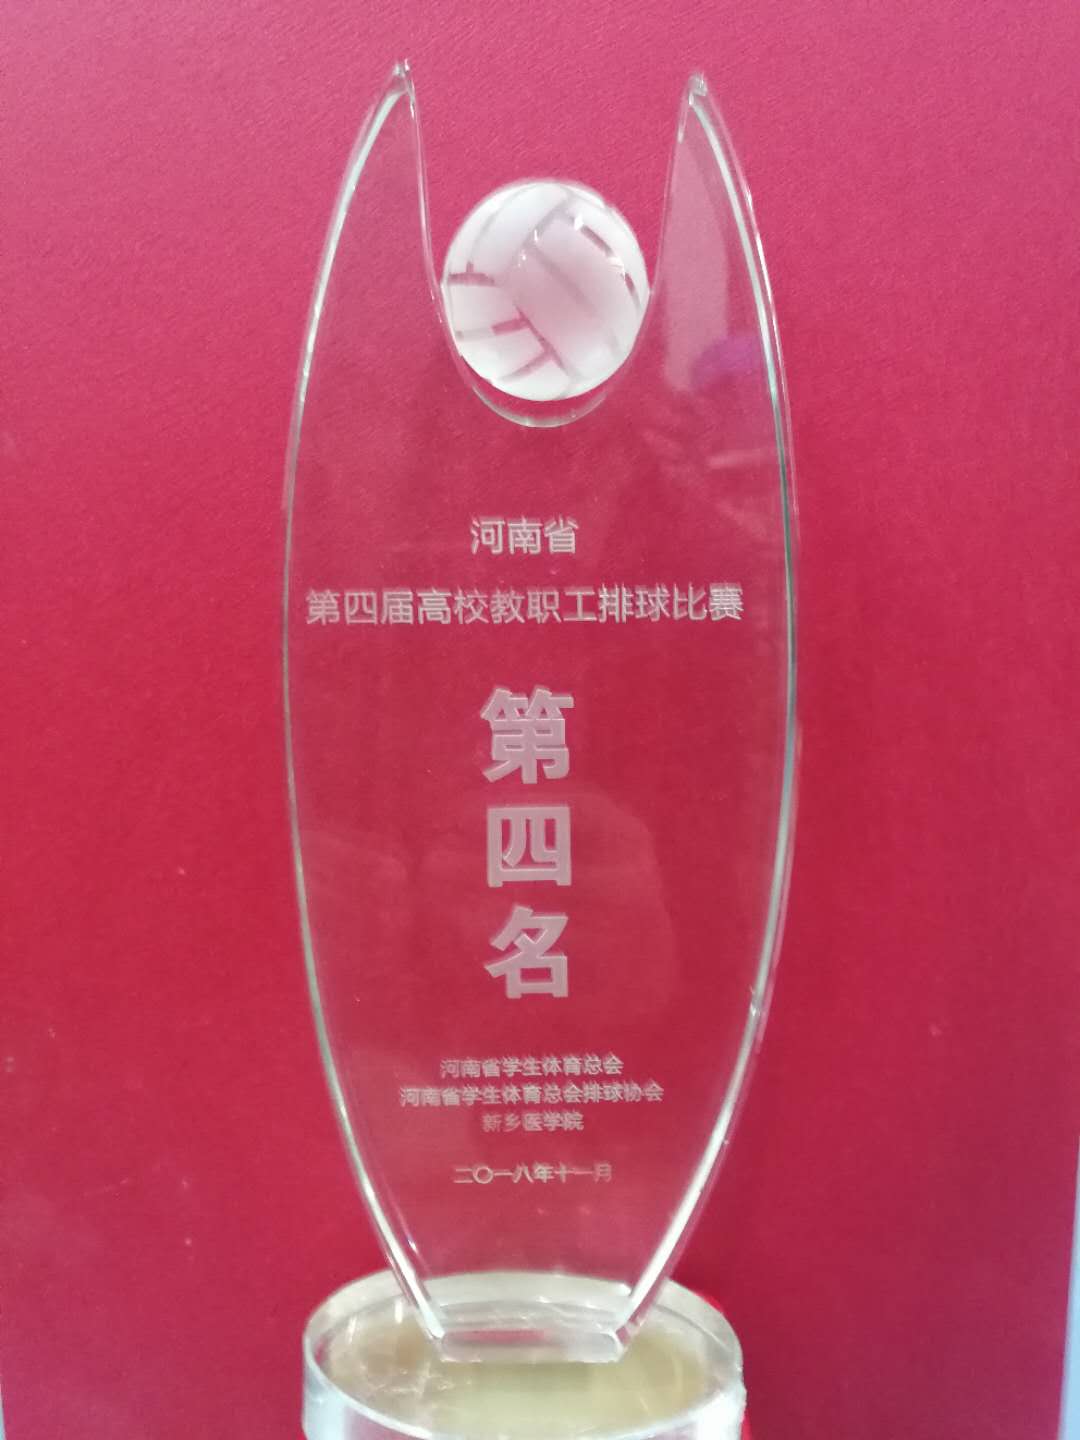 河南省
第四届高校教职工排球比赛
第
四
名
河南省学生体育总会
河南省学生体育总会排球协会
新乡医学院
二〇一八年十一月